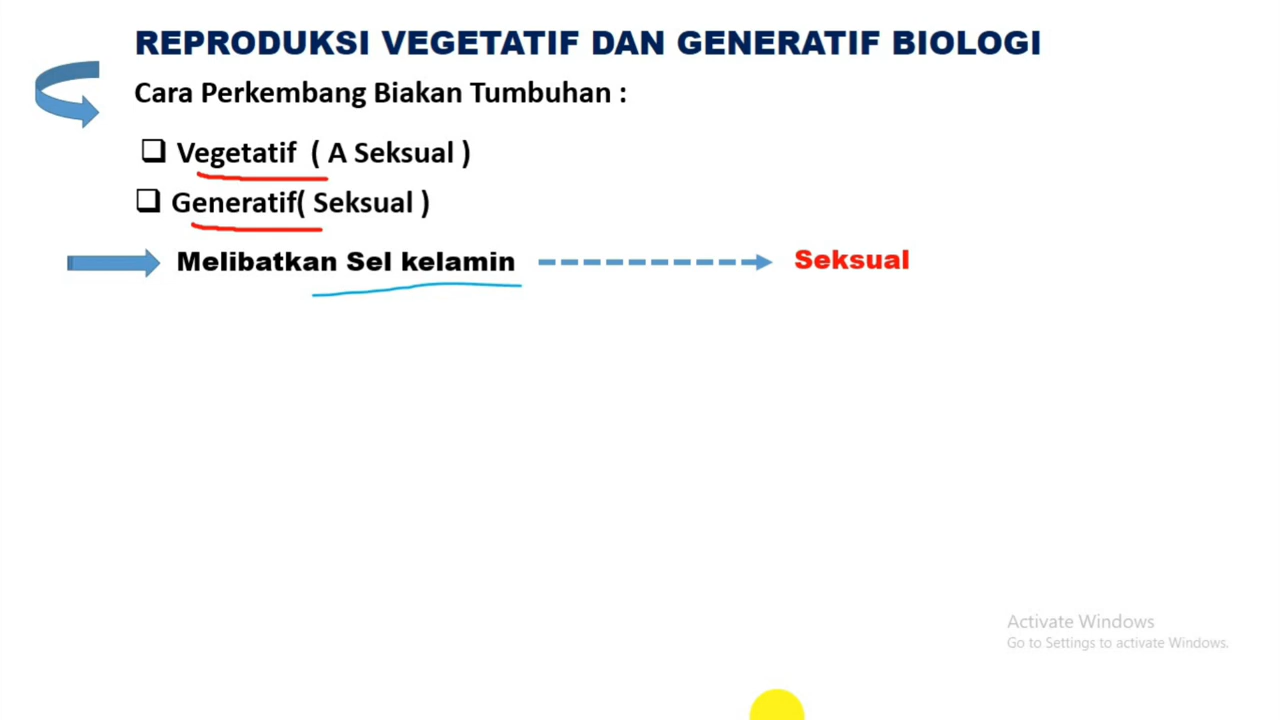 REPRODUKSI VEGETATIF DAN GENERATIF BIOLOGI
Cara Perkembang Biakan Tumbuhan :
Vegetatif ( A Seksual )
Generatif( Seksual )
Melibatkan Sel kelamin Seksual
Activate Windows
Go to Settings to activate Windows.